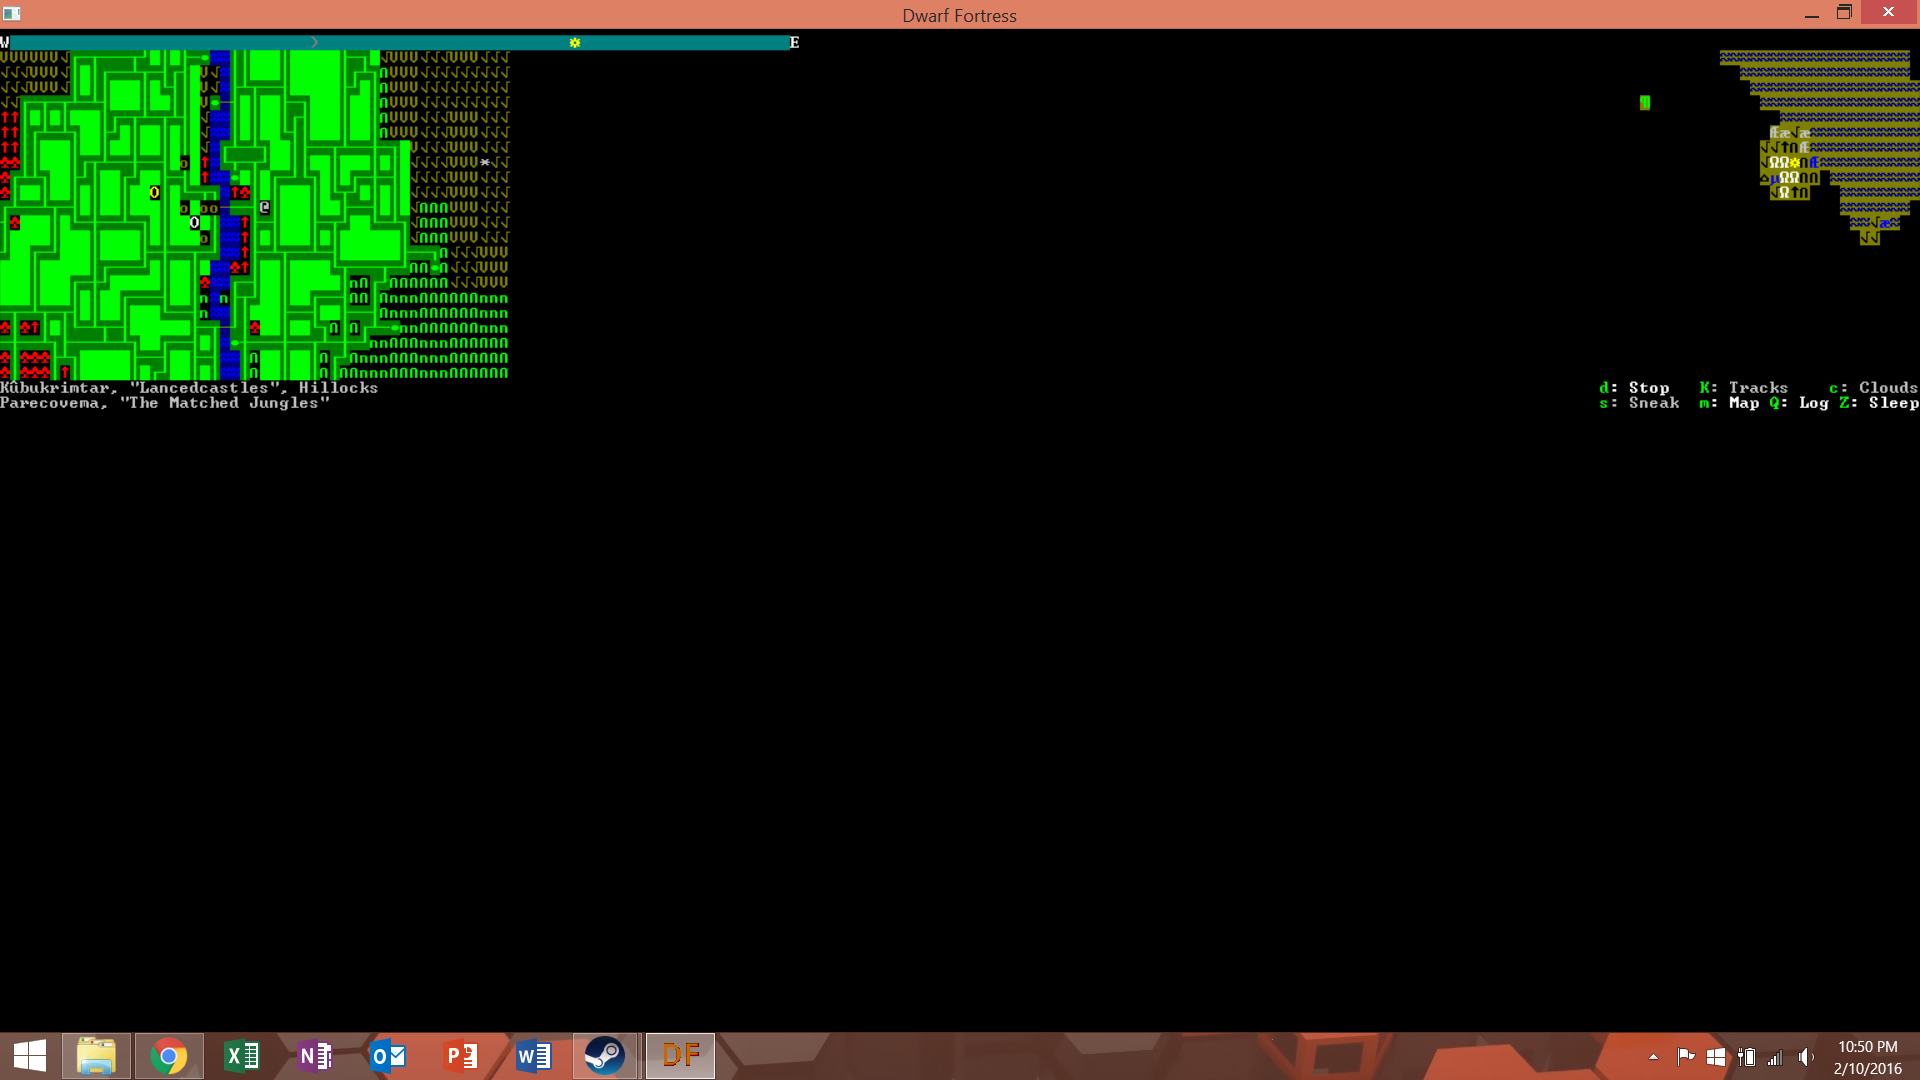 Dwarf Fortress
W E
Kûbukrimtar, "Lancedcastles", Hillocks
Parecovema, "The Matched Jungles"
d: Stop K: Tracks c: Clouds
s: Sneak m: Map Q: Log Z: Sleep
DF
10:50 PM
2/10/2016